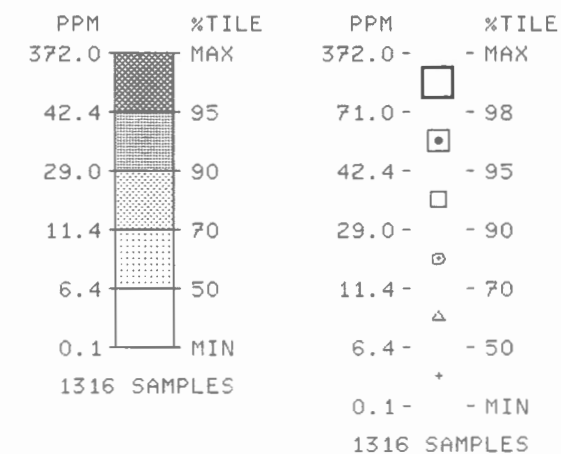 PPM %TILE
372.0 MAX
42.4 95
29.0 90
11.4 70
6.4 50
0.1 MIN
1316 SAMPLES
PPM %TILE
372.0 - - MAX
71.0 - - 98
42.4 - - 95
29.0 - - 90
11.4 - - 70
6.4 - - 50
0.1 - - MIN
1316 SAMPLES